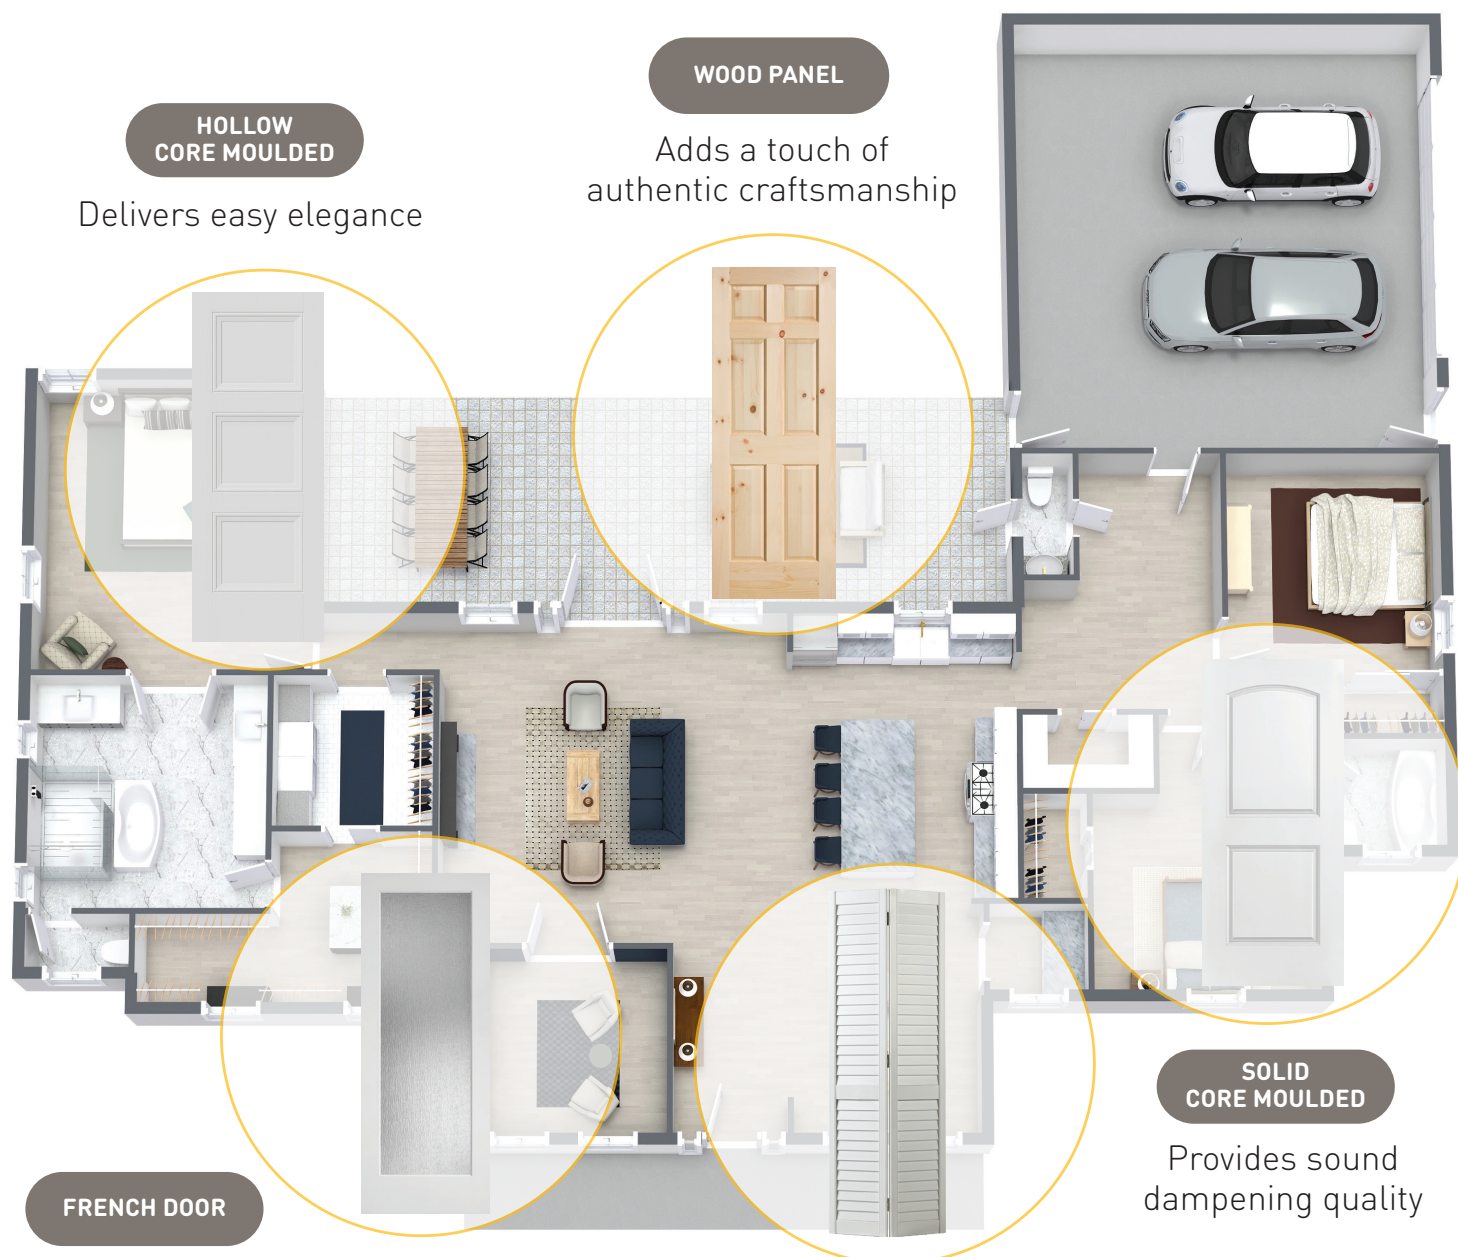 WOOD PANEL
Adds a touch of
authentic craftsmanship
HOLLOW
CORE MOULDED
Delivers easy elegance
SOLID
CORE MOULDED
Provides sound
dampening quality
FRENCH DOOR